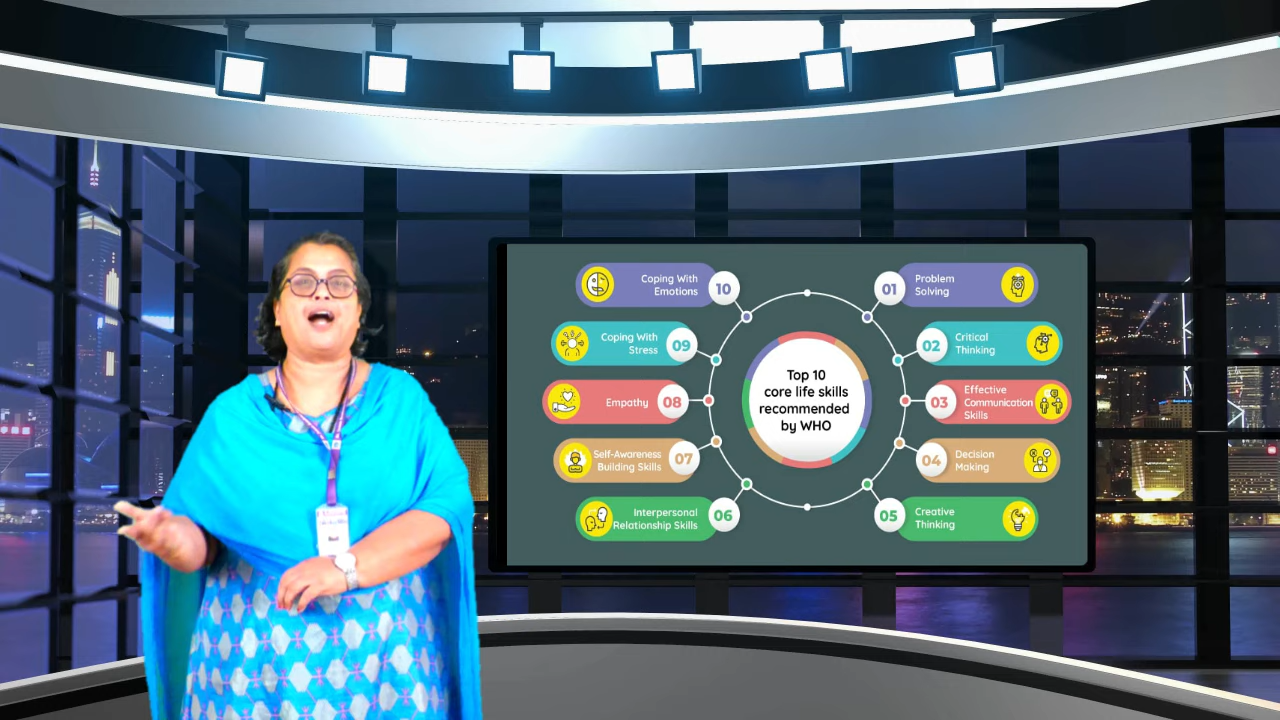 Top 10
core life skills
recommended
by WHO
01
Problem
Solving
02
Critical
Thinking
03
Effective
Communication
Skills
04
Decision
Making
05
Creative
Thinking
06
Interpersonal
Relationship Skills
07
Self-Awareness
Building Skills
08
Empathy
09
Coping With
Stress
10
Coping With
Emotions